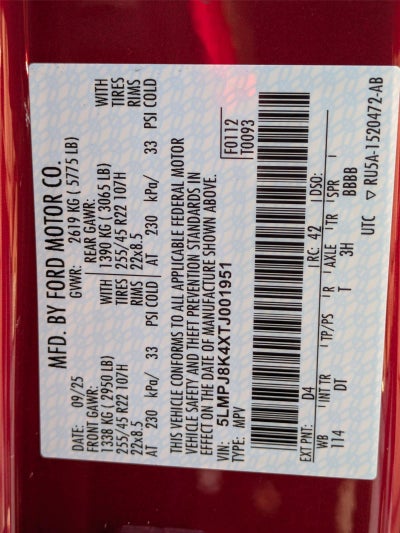 MFD. BY FORD MOTOR CO.
DATE: 09/25 GVWR: 2619 KG ( 5775 LB)
FRONT GAWR: REAR GAWR:
1338 KG ( 2950 LB) WITH 1390 KG ( 3065 LB) WITH
255/45 R22 107H TIRES 255/45 R22 107H TIRES
22x8.5 RIMS 22x8.5 RIMS
AT 230 kPa/ 33 PSI COLD AT 230 kPa/ 33 PSI COLD
THIS VEHICLE CONFORMS TO ALL APPLICABLE FEDERAL MOTOR
VEHICLE SAFETY AND THEFT PREVENTION STANDARDS IN
EFFECT ON THE DATE OF MANUFACTURE SHOWN ABOVE.
VIN: 5LMPJ8K4XTJ001951 F0112
TYPE: MPV T0093
EXT PNT: D4 RC: 42 DSO:
WB INT TR TP/PS R AXLE TR SPR
114 DT T 3H BBBB
UTC ▽ RU5A-1520472-AB